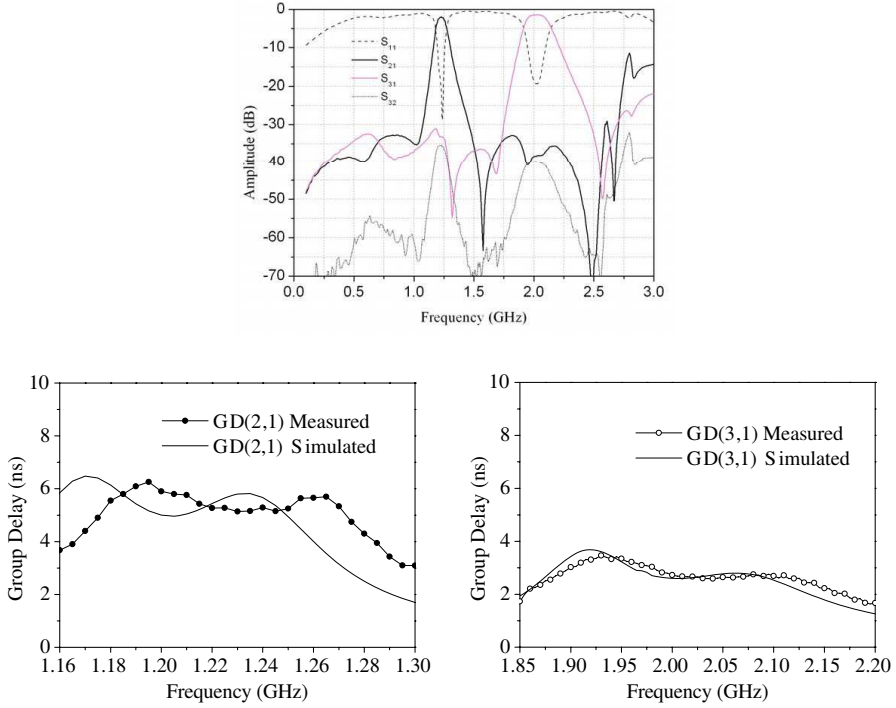 0
-10
-20
-30
-40
-50
-60
-70
Amplitude (dB)
S11
S21
S31
S32
0.0 0.5 1.0 1.5 2.0 2.5 3.0
Frequency (GHz)
10
8
6
4
2
0
Group Delay (ns)
GD(2,1) Measured
GD(2,1) Simulated
1.16 1.18 1.20 1.22 1.24 1.26 1.28 1.30
Frequency (GHz)
10
8
6
4
2
0
Group Delay (ns)
GD(3,1) Measured
GD(3,1) Simulated
1.85 1.90 1.95 2.00 2.05 2.10 2.15 2.20
Frequency (GHz)